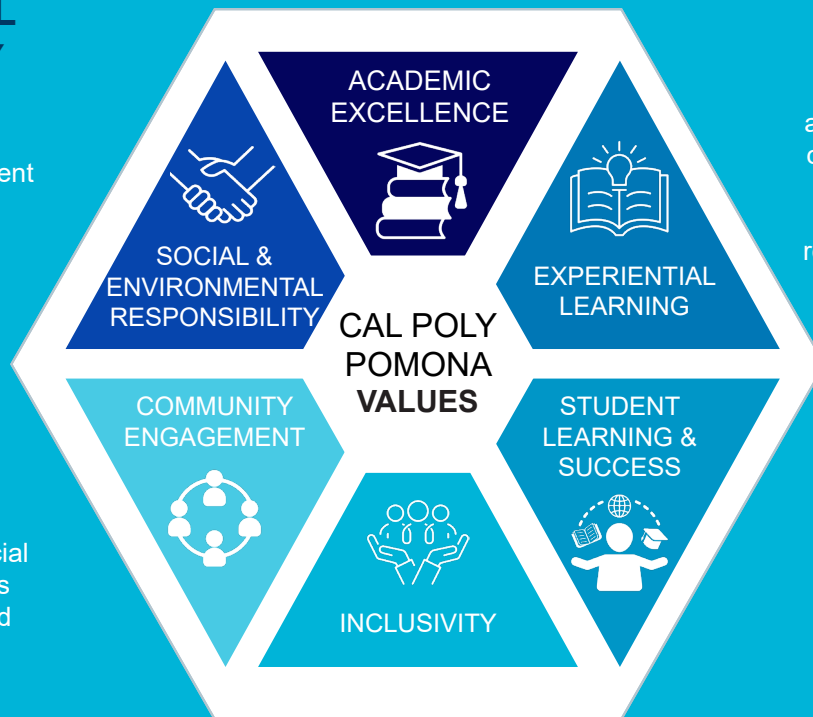 ACADEMIC
EXCELLENCE
SOCIAL &
ENVIRONMENTAL
RESPONSIBILITY
EXPERIENTIAL
LEARNING
CAL POLY
POMONA
VALUES
COMMUNITY
ENGAGEMENT
STUDENT
LEARNING &
SUCCESS
INCLUSIVITY